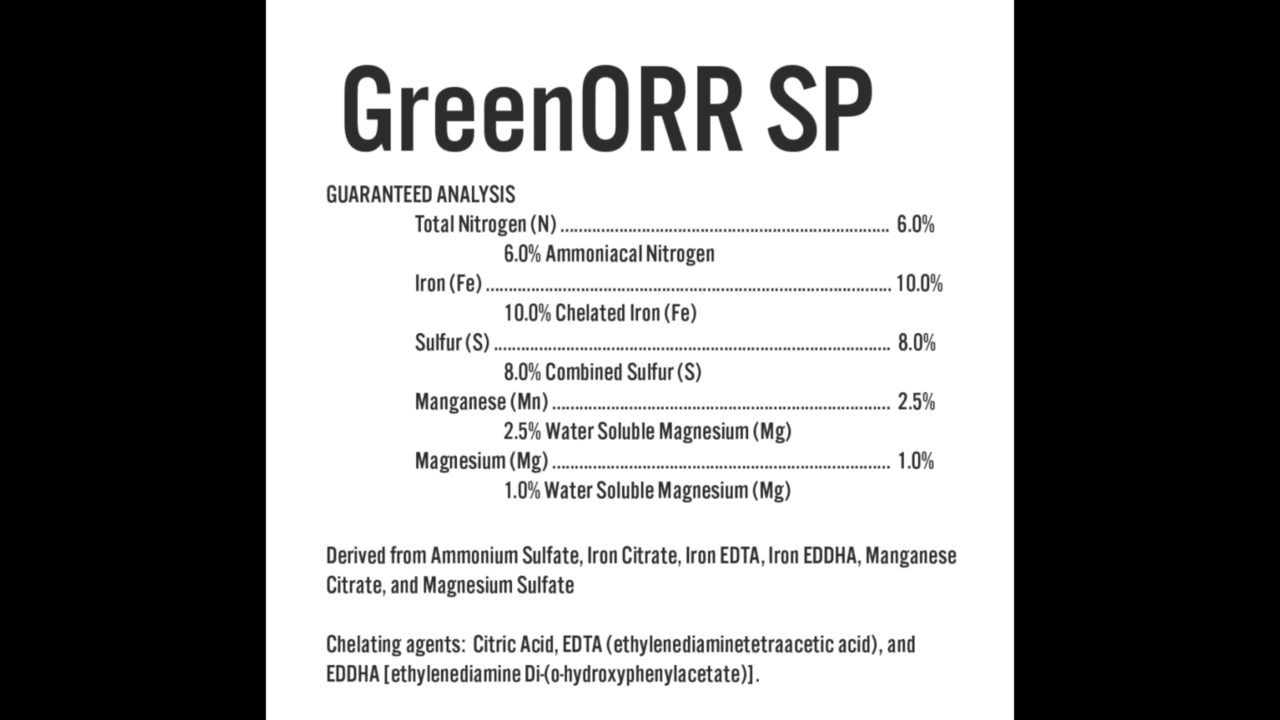 GreenORR SP
GUARANTEED ANALYSIS
Total Nitrogen (N) ........................................................................ 6.0%
6.0% Ammoniacal Nitrogen
Iron (Fe) ......................................................................................... 10.0%
10.0% Chelated Iron (Fe)
Sulfur (S) ....................................................................................... 8.0%
8.0% Combined Sulfur (S)
Manganese (Mn) .......................................................................... 2.5%
2.5% Water Soluble Magnesium (Mg)
Magnesium (Mg) .......................................................................... 1.0%
1.0% Water Soluble Magnesium (Mg)
Derived from Ammonium Sulfate, Iron Citrate, Iron EDTA, Iron EDDHA, Manganese
Citrate, and Magnesium Sulfate
Chelating agents: Citric Acid, EDTA (ethylenediaminetetraacetic acid), and
EDDHA [ethylenediamine Di-(o-hydroxyphenylacetate)].